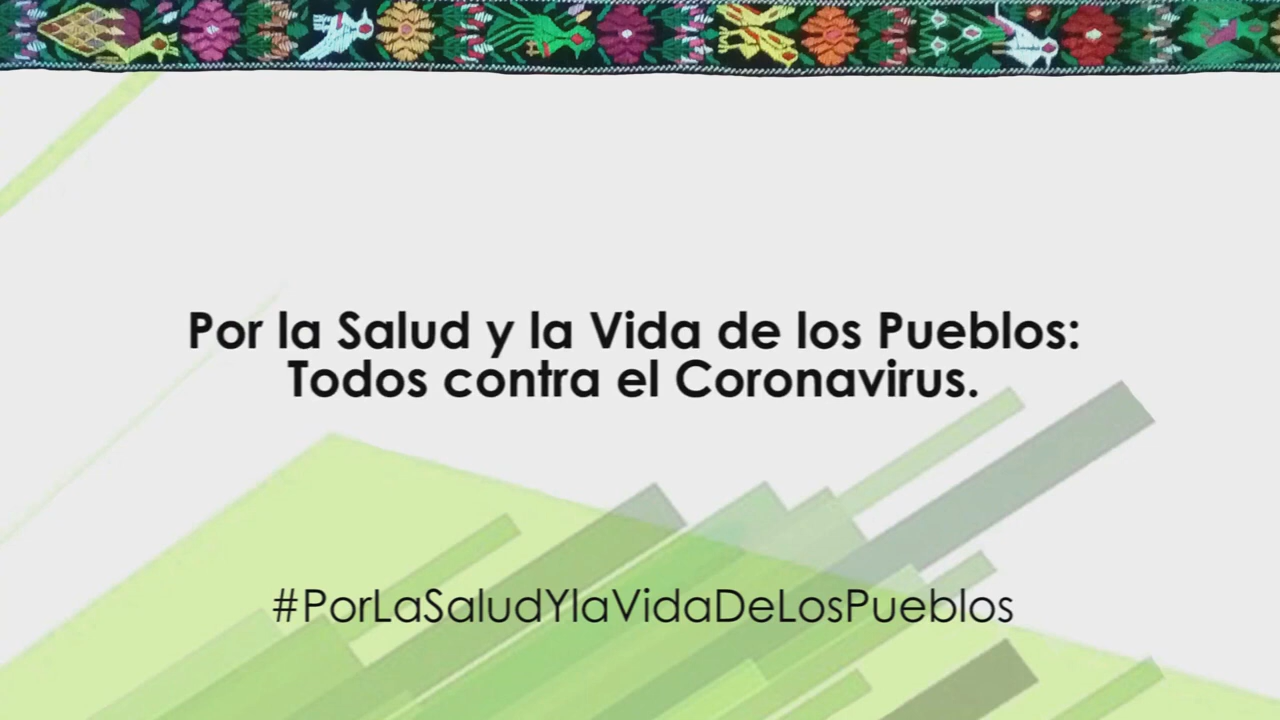 Por la Salud y la Vida de los Pueblos:
Todos contra el Coronavirus.
#PorLaSaludYlaVidaDeLosPueblos